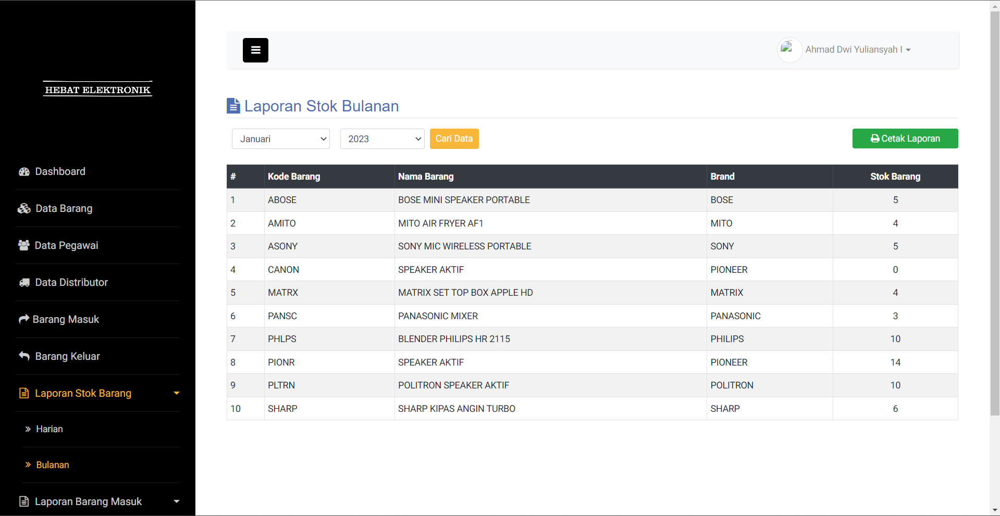 HEBAT ELEKTRONIK
Dashboard
Data Barang
Data Pegawai
Data Distributor
Barang Masuk
Barang Keluar
Laporan Stok Barang
Harian
Bulanan
Laporan Barang Masuk
Ahmad Dwi Yuliansyah I
Laporan Stok Bulanan
Januari 2023 Cari Data Cetak Laporan
# Kode Barang Nama Barang Brand Stok Barang
1 ABOSE BOSE MINI SPEAKER PORTABLE BOSE 5
2 AMITO MITO AIR FRYER AF1 MITO 4
3 ASONY SONY MIC WIRELESS PORTABLE SONY 5
4 CANON SPEAKER AKTIF PIONEER 0
5 MATRX MATRIX SET TOP BOX APPLE HD MATRIX 4
6 PANSC PANASONIC MIXER PANASONIC 3
7 PHLPS BLENDER PHILIPS HR 2115 PHILIPS 10
8 PIONR SPEAKER AKTIF PIONEER 14
9 PLTRN POLITRON SPEAKER AKTIF POLITRON 10
10 SHARP SHARP KIPAS ANGIN TURBO SHARP 6